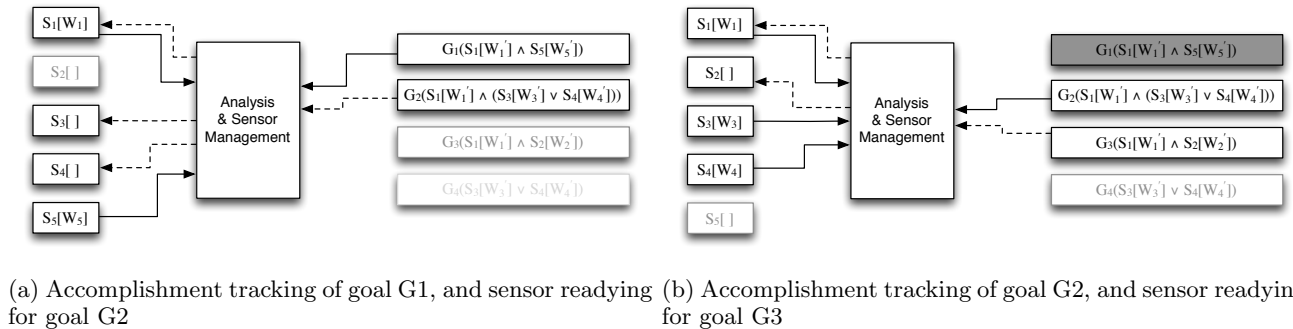 S₁[W₁]
S₂[ ]
S₃[ ]
S₄[ ]
S₅[W₅]
Analysis
& Sensor
Management
G₁(S₁[W₁'] ∧ S₅[W₅'])
G₂(S₁[W₁'] ∧ (S₃[W₃'] ∨ S₄[W₄']))
G₃(S₁[W₁'] ∧ S₂[W₂'])
G₄(S₃[W₃'] ∨ S₄[W₄'])
(a) Accomplishment tracking of goal G1, and sensor readying
for goal G2
S₁[W₁]
S₂[ ]
S₃[W₃]
S₄[W₄]
S₅[ ]
Analysis
& Sensor
Management
G₁(S₁[W₁'] ∧ S₅[W₅'])
G₂(S₁[W₁'] ∧ (S₃[W₃'] ∨ S₄[W₄']))
G₃(S₁[W₁'] ∧ S₂[W₂'])
G₄(S₃[W₃'] ∨ S₄[W₄'])
(b) Accomplishment tracking of goal G2, and sensor readyin
for goal G3